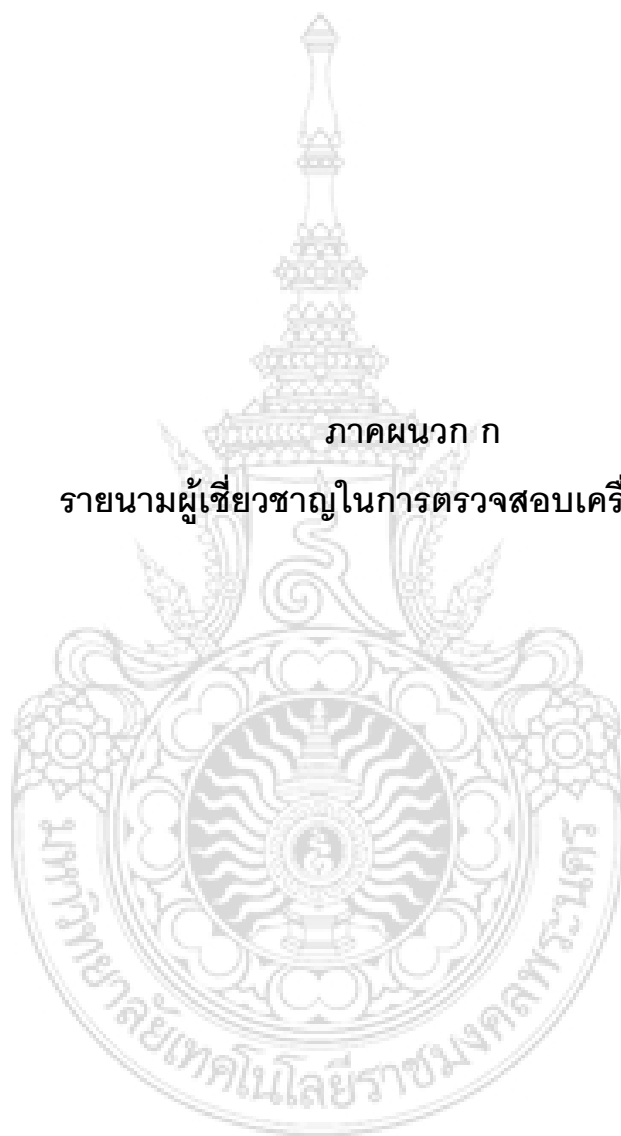 ภาคผนวก ก
รายนามผู้เชี่ยวชาญในการตรวจสอบเครื่
มหาวิทยาลัยเทคโนโลยีราชมงคลพระนคร